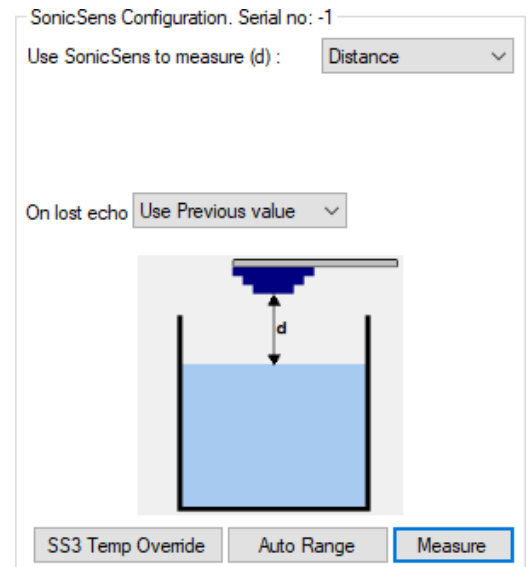 SonicSens Configuration. Serial no: -1
Use SonicSens to measure (d) : Distance
On lost echo Use Previous value
d
SS3 Temp Override Auto Range Measure